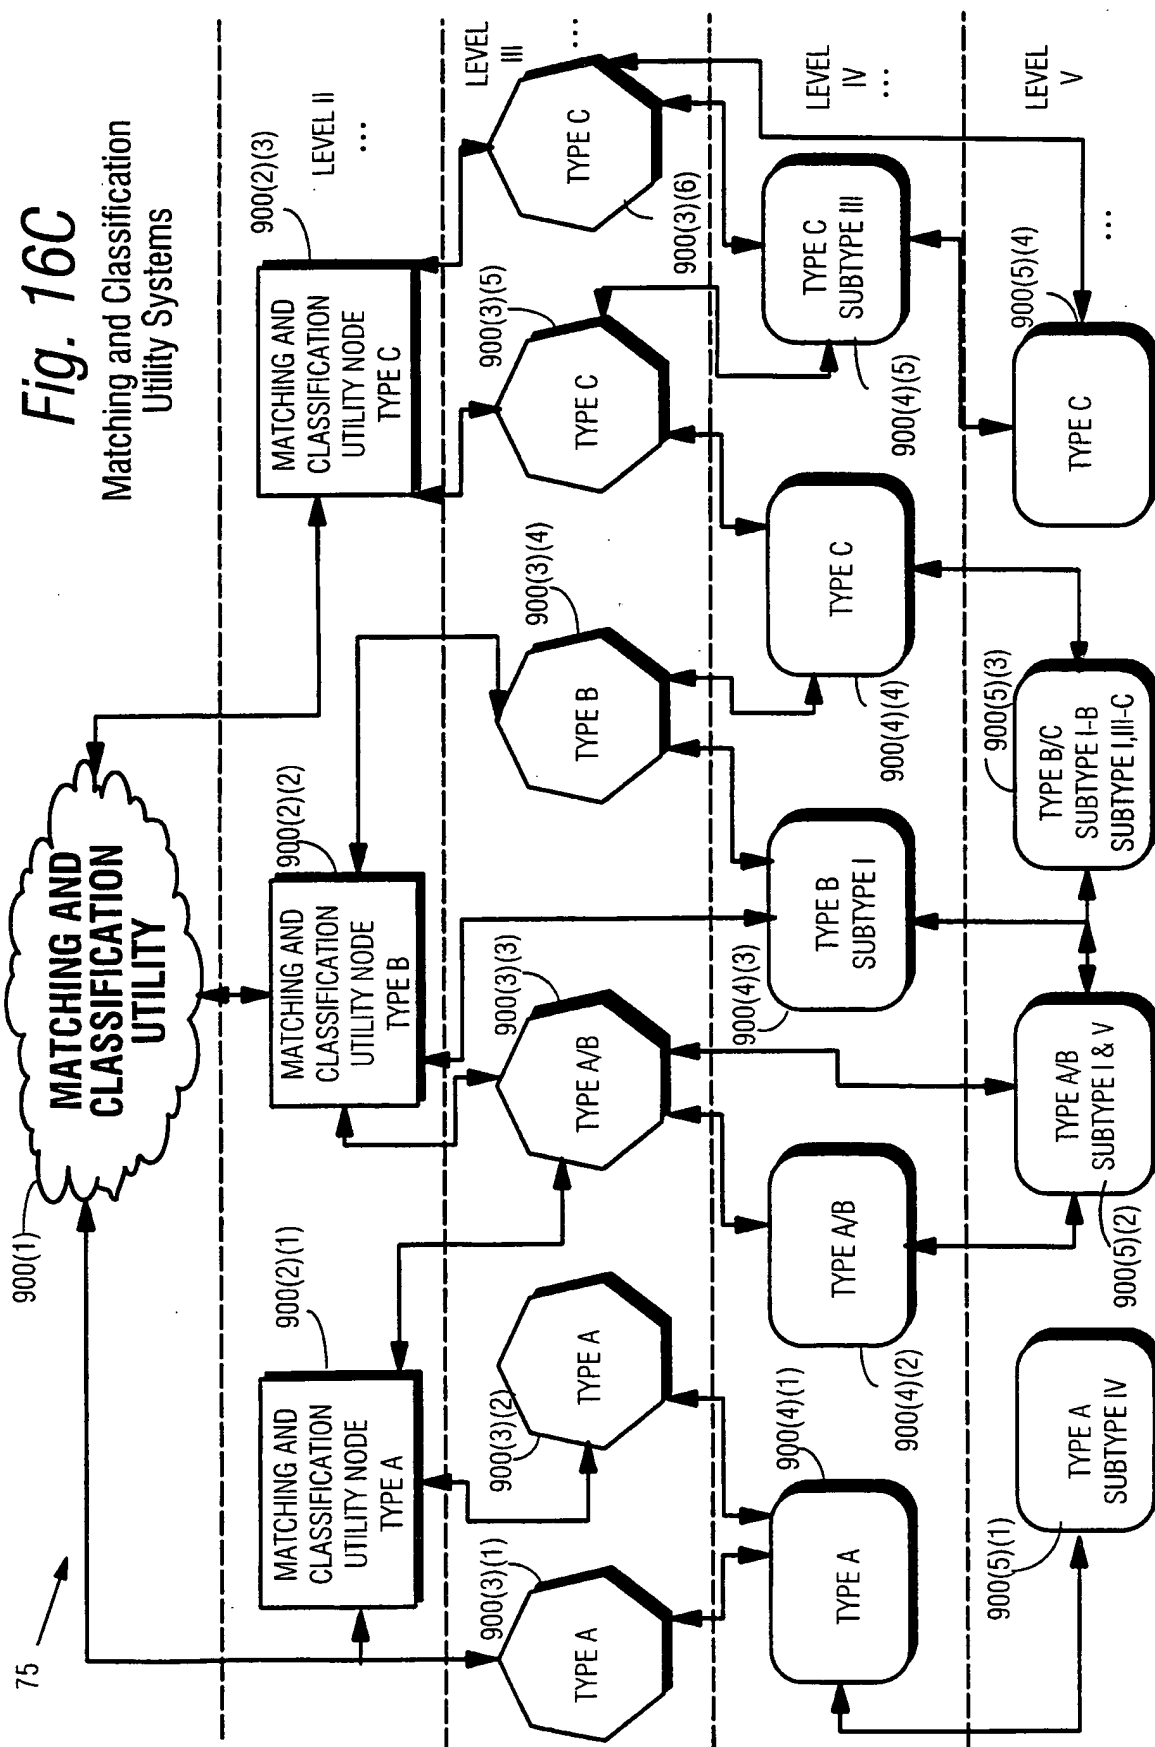 Fig. 16C
Matching and Classification
Utility Systems
75
900(1)
MATCHING AND
CLASSIFICATION
UTILITY
900(2)(1)
MATCHING AND
CLASSIFICATION
UTILITY NODE
TYPE A
900(2)(2)
MATCHING AND
CLASSIFICATION
UTILITY NODE
TYPE B
900(2)(3)
MATCHING AND
CLASSIFICATION
UTILITY NODE
TYPE C
LEVEL II
...
900(3)(1)
TYPE A
900(3)(2)
TYPE A
900(3)(3)
TYPE A/B
900(3)(4)
TYPE B
900(3)(5)
TYPE C
900(3)(6)
TYPE C
LEVEL
III
...
900(4)(1)
TYPE A
900(4)(2)
TYPE A/B
900(4)(3)
TYPE B
SUBTYPE I
900(4)(4)
TYPE C
900(4)(5)
TYPE C
SUBTYPE III
LEVEL
IV
...
900(5)(1)
TYPE A
SUBTYPE IV
900(5)(2)
TYPE A/B
SUBTYPE I & V
900(5)(3)
TYPE B/C
SUBTYPE I-B
SUBTYPE I,III-C
900(5)(4)
TYPE C
LEVEL
V
...